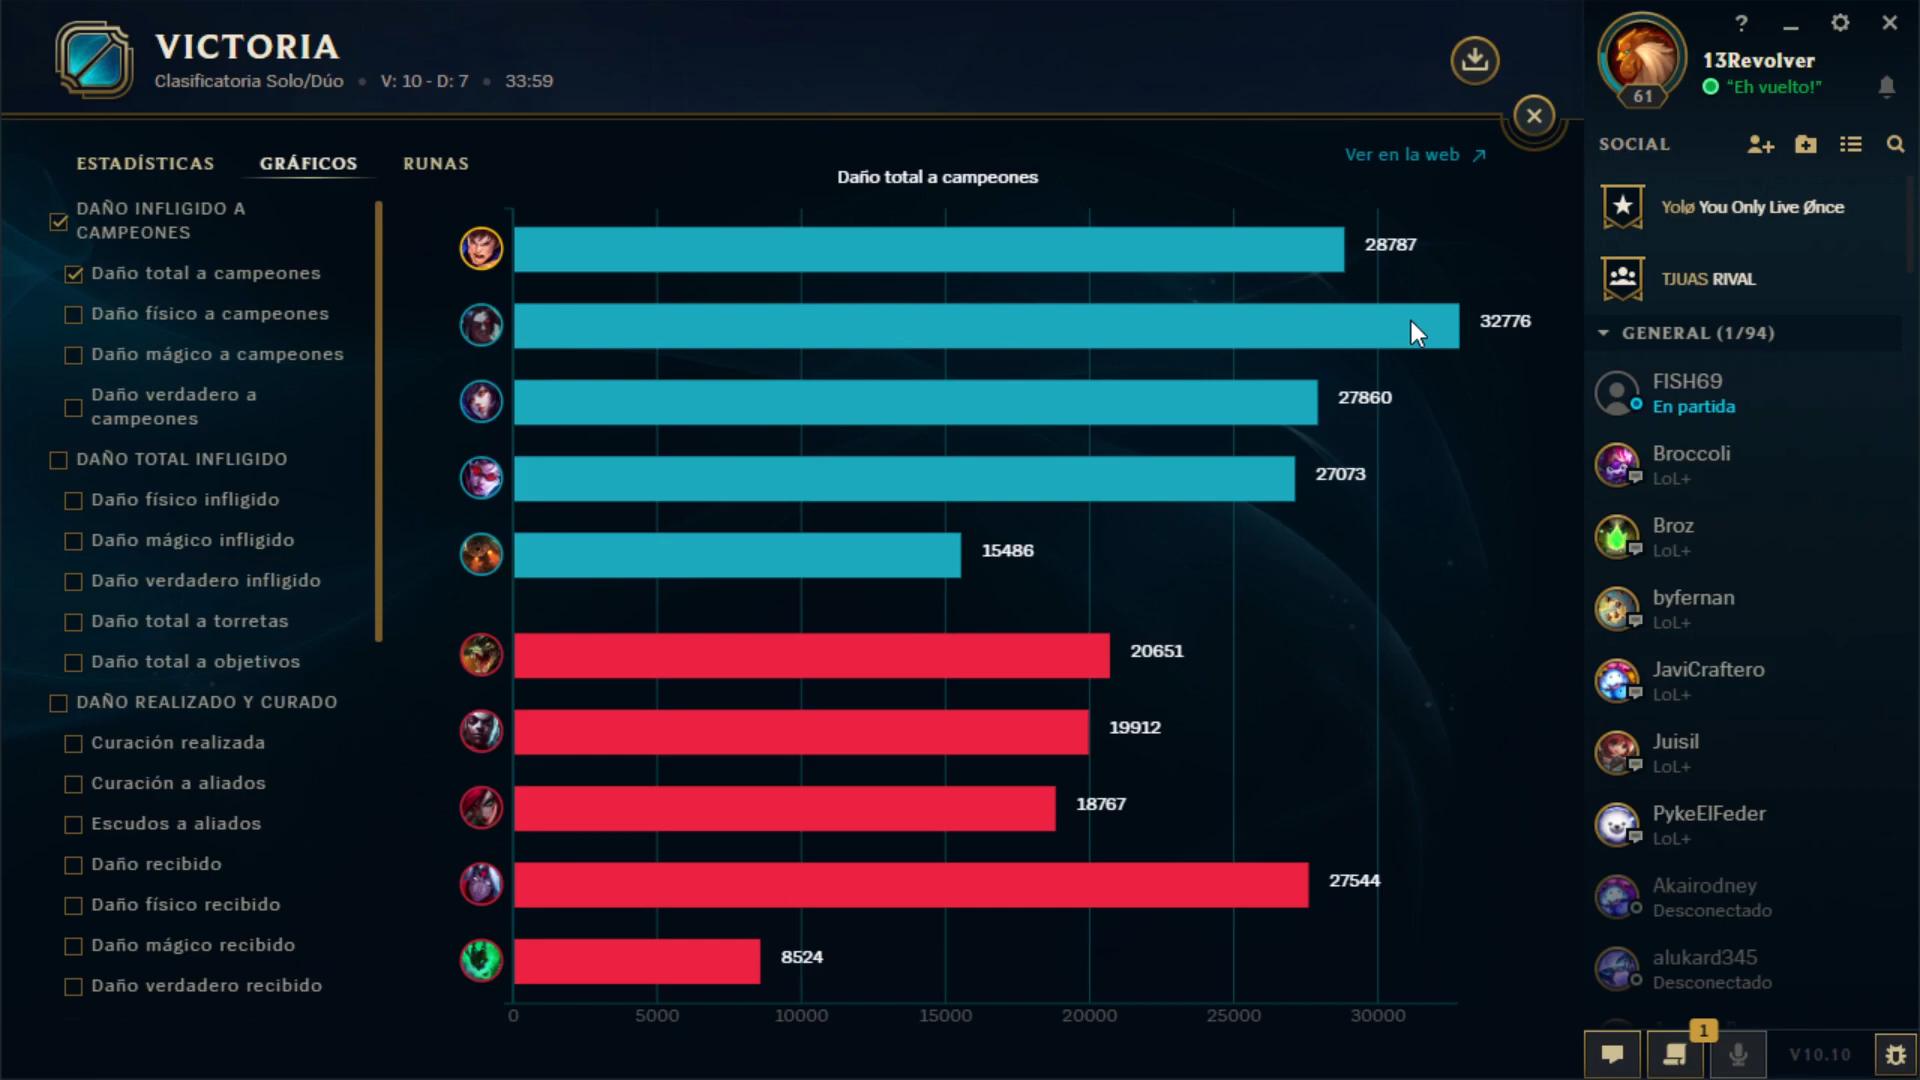 VICTORIA
Clasificatoria Solo/Dúo • V: 10 - D: 7 • 33:59
ESTADÍSTICAS GRÁFICOS RUNAS
Ver en la web
DAÑO INFLIGIDO A
CAMPEONES
Daño total a campeones
Daño físico a campeones
Daño mágico a campeones
Daño verdadero a
campeones
DAÑO TOTAL INFLIGIDO
Daño físico infligido
Daño mágico infligido
Daño verdadero infligido
Daño total a torretas
Daño total a objetivos
DAÑO REALIZADO Y CURADO
Curación realizada
Curación a aliados
Escudos a aliados
Daño recibido
Daño físico recibido
Daño mágico recibido
Daño verdadero recibido
Daño total a campeones
28787
32776
27860
27073
15486
20651
19912
18767
27544
8524
0 5000 10000 15000 20000 25000 30000
?
61
13Revolver
“Eh vuelto!”
SOCIAL
Yolø You Only Live Ønce
TJUAS RIVAL
GENERAL (1/94)
FISH69
En partida
Broccoli
LoL+
Broz
LoL+
byfernan
LoL+
JaviCraftero
LoL+
Juisil
LoL+
PykeElFeder
LoL+
Akairodney
Desconectado
alukard345
Desconectado
1
V10.10